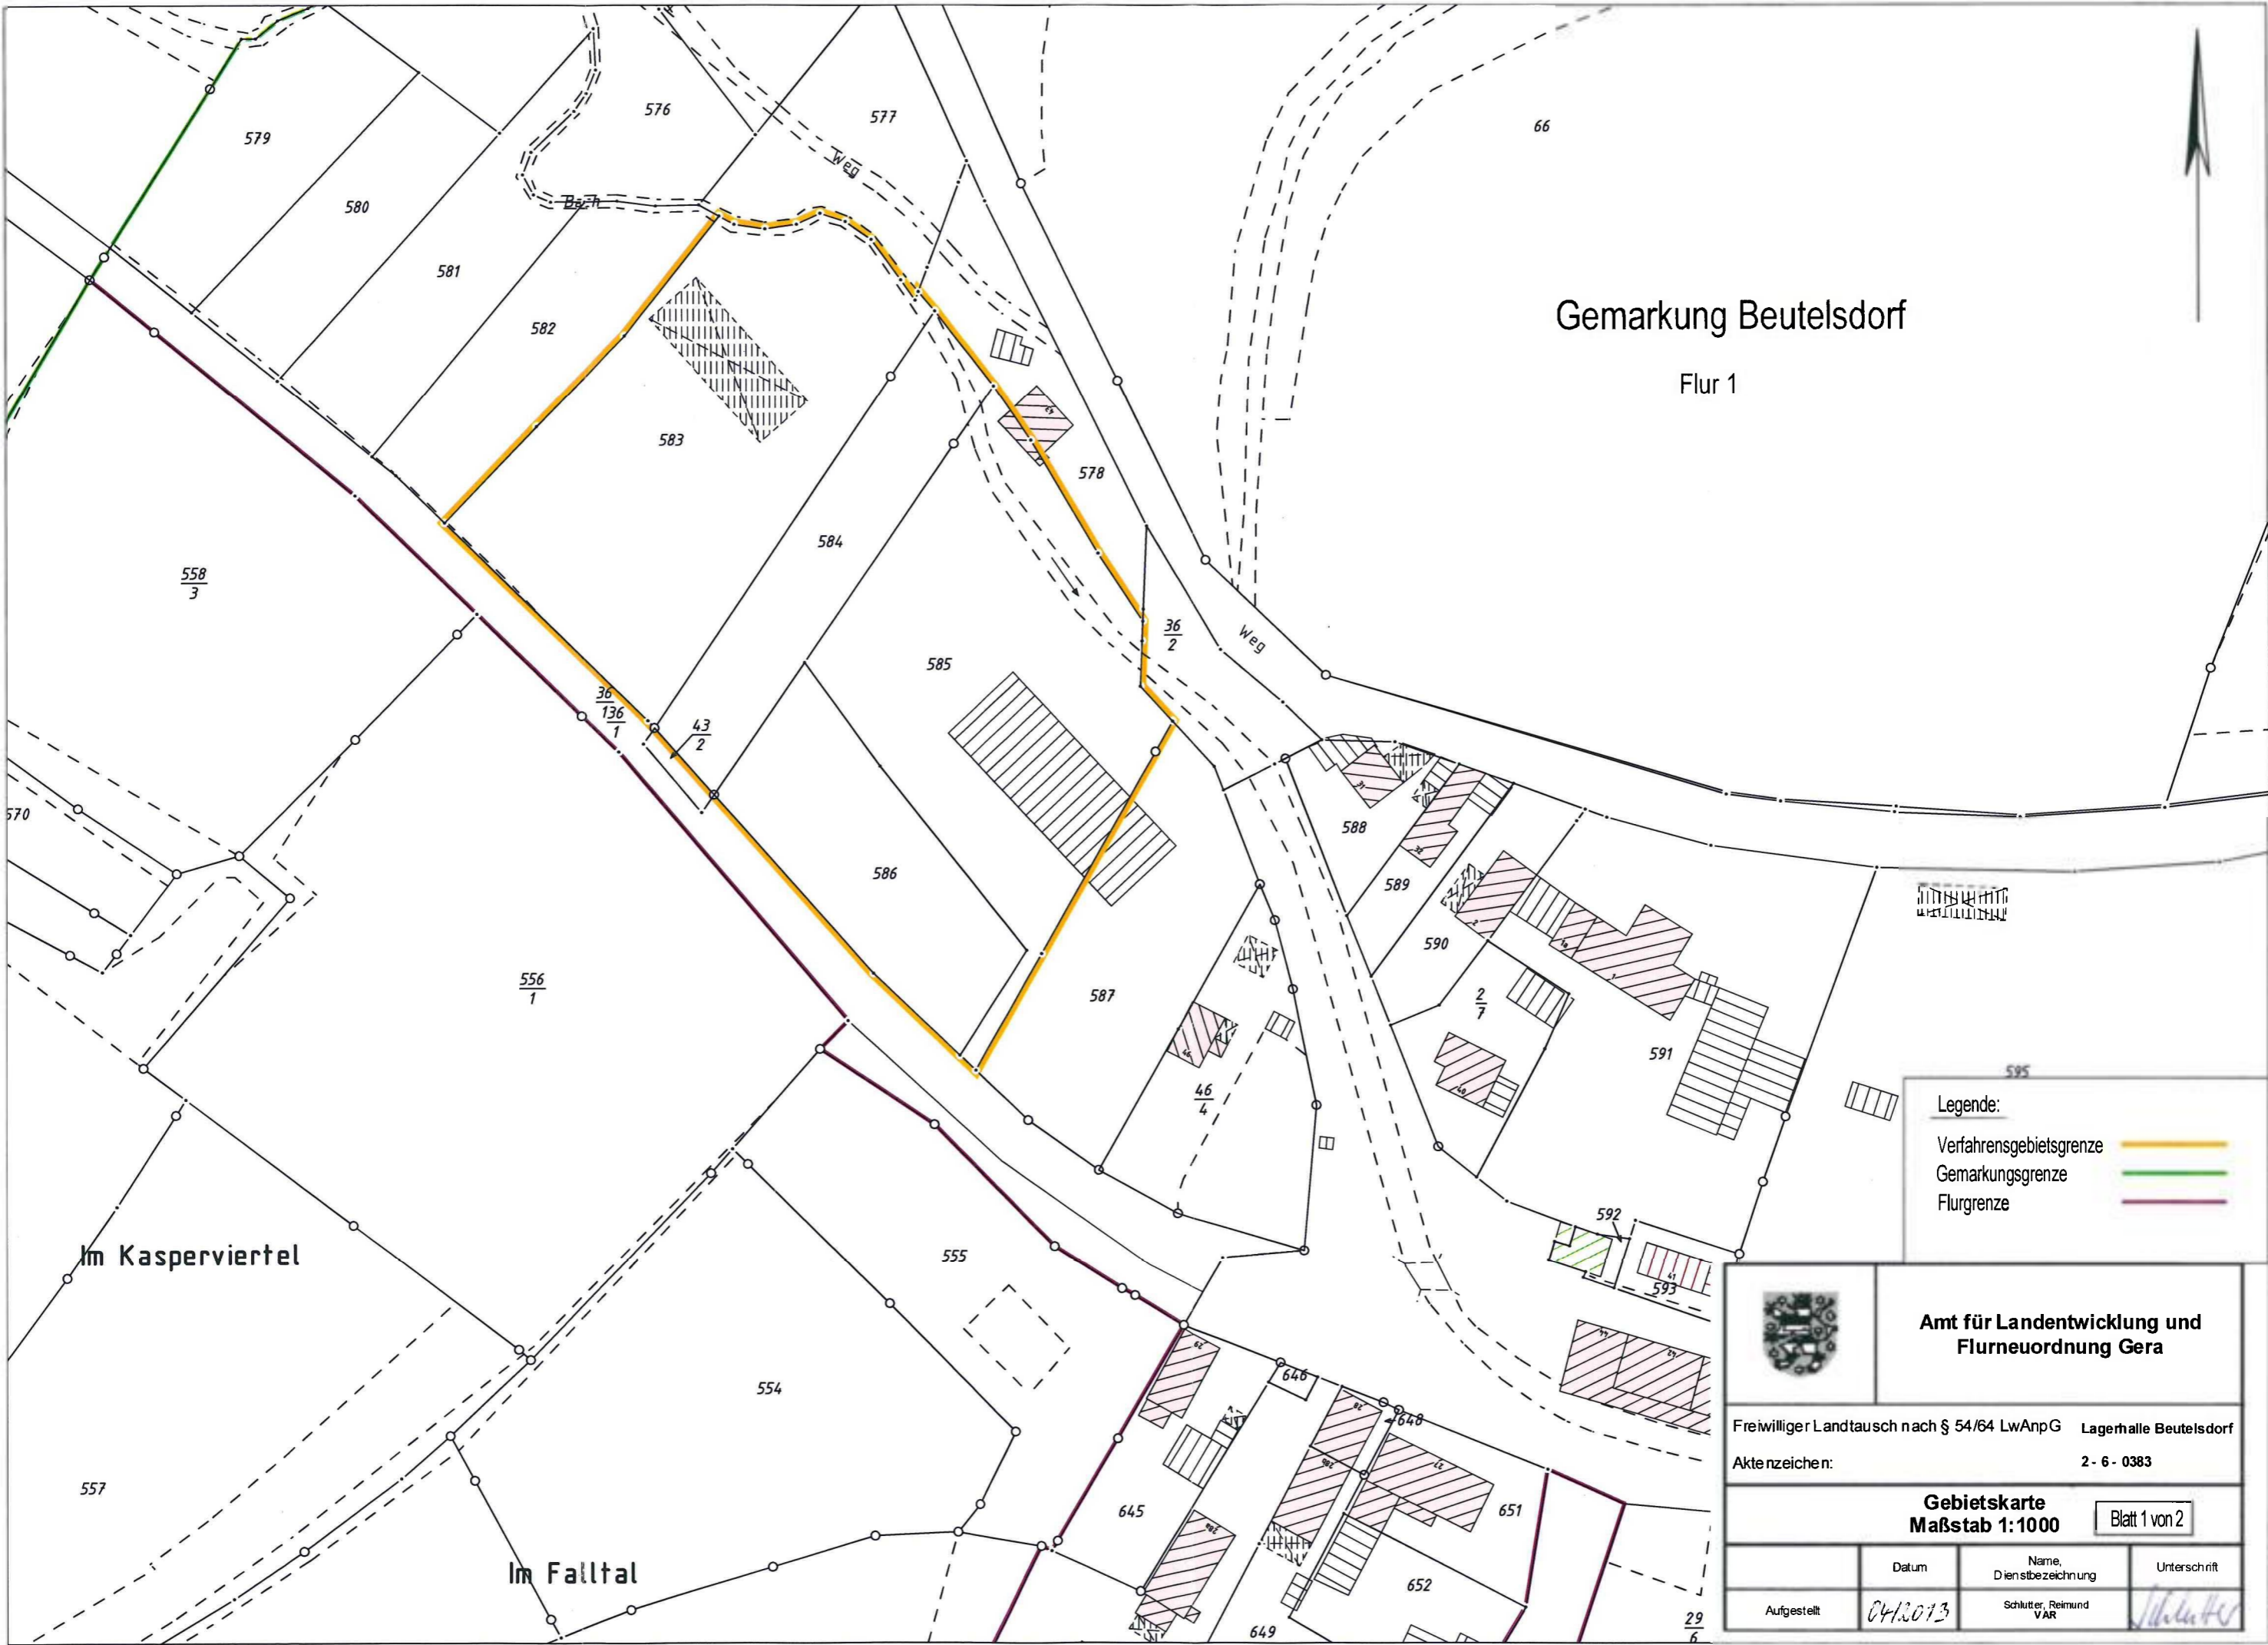 579
580
581
582
576
577
66
Weg
Bach
Gemarkung Beutelsdorf
Flur 1
583
584
578
558
3
585
36
2
Weg
36
1
36
1
43
2
570
586
588
589
590
556
1
587
2
7
591
46
4
595
Legende:
Verfahrensgebietsgrenze
Gemarkungsgrenze
Flurgrenze
592
593
41
Im Kasperviertel
555
554
557
Im Falltal
646
648
645
651
652
649
29
6
Amt für Landentwicklung und
Flurneuordnung Gera
Freiwilliger Landtausch nach § 54/64 LwAnpG Lagerhalle Beutelsdorf
Aktenzeichen: 2 - 6 - 0383
Gebietskarte
Maßstab 1:1000
Blatt 1 von 2
Datum
Name,
Dienstbezeichnung
Unterschrift
Aufgestellt
04/2013
Schlutter, Reimund
VAR
Schlutter